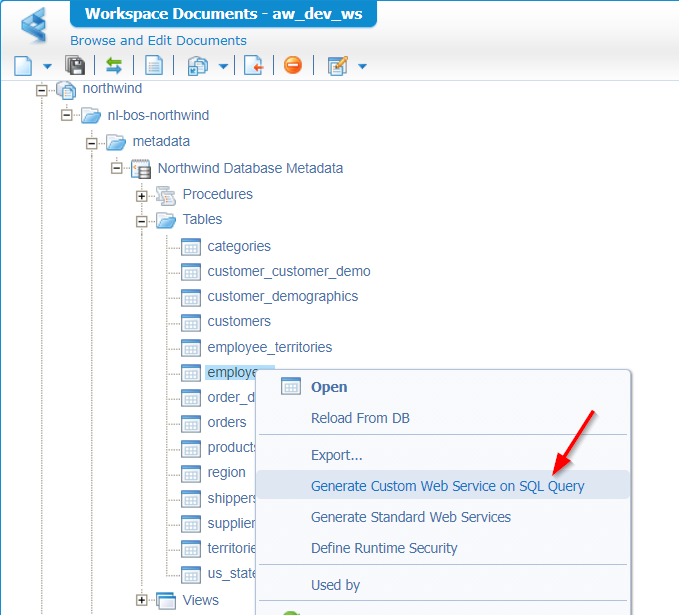 Workspace Documents - aw_dev_ws
Browse and Edit Documents
northwind
nl-bos-northwind
metadata
Northwind Database Metadata
Procedures
Tables
categories
customer_customer_demo
customer_demographics
customers
employee_territories
employe
order_d
orders
products
region
shippers
supplier
territorie
us_state
Views
Open
Reload From DB
Export...
Generate Custom Web Service on SQL Query
Generate Standard Web Services
Define Runtime Security
Used by